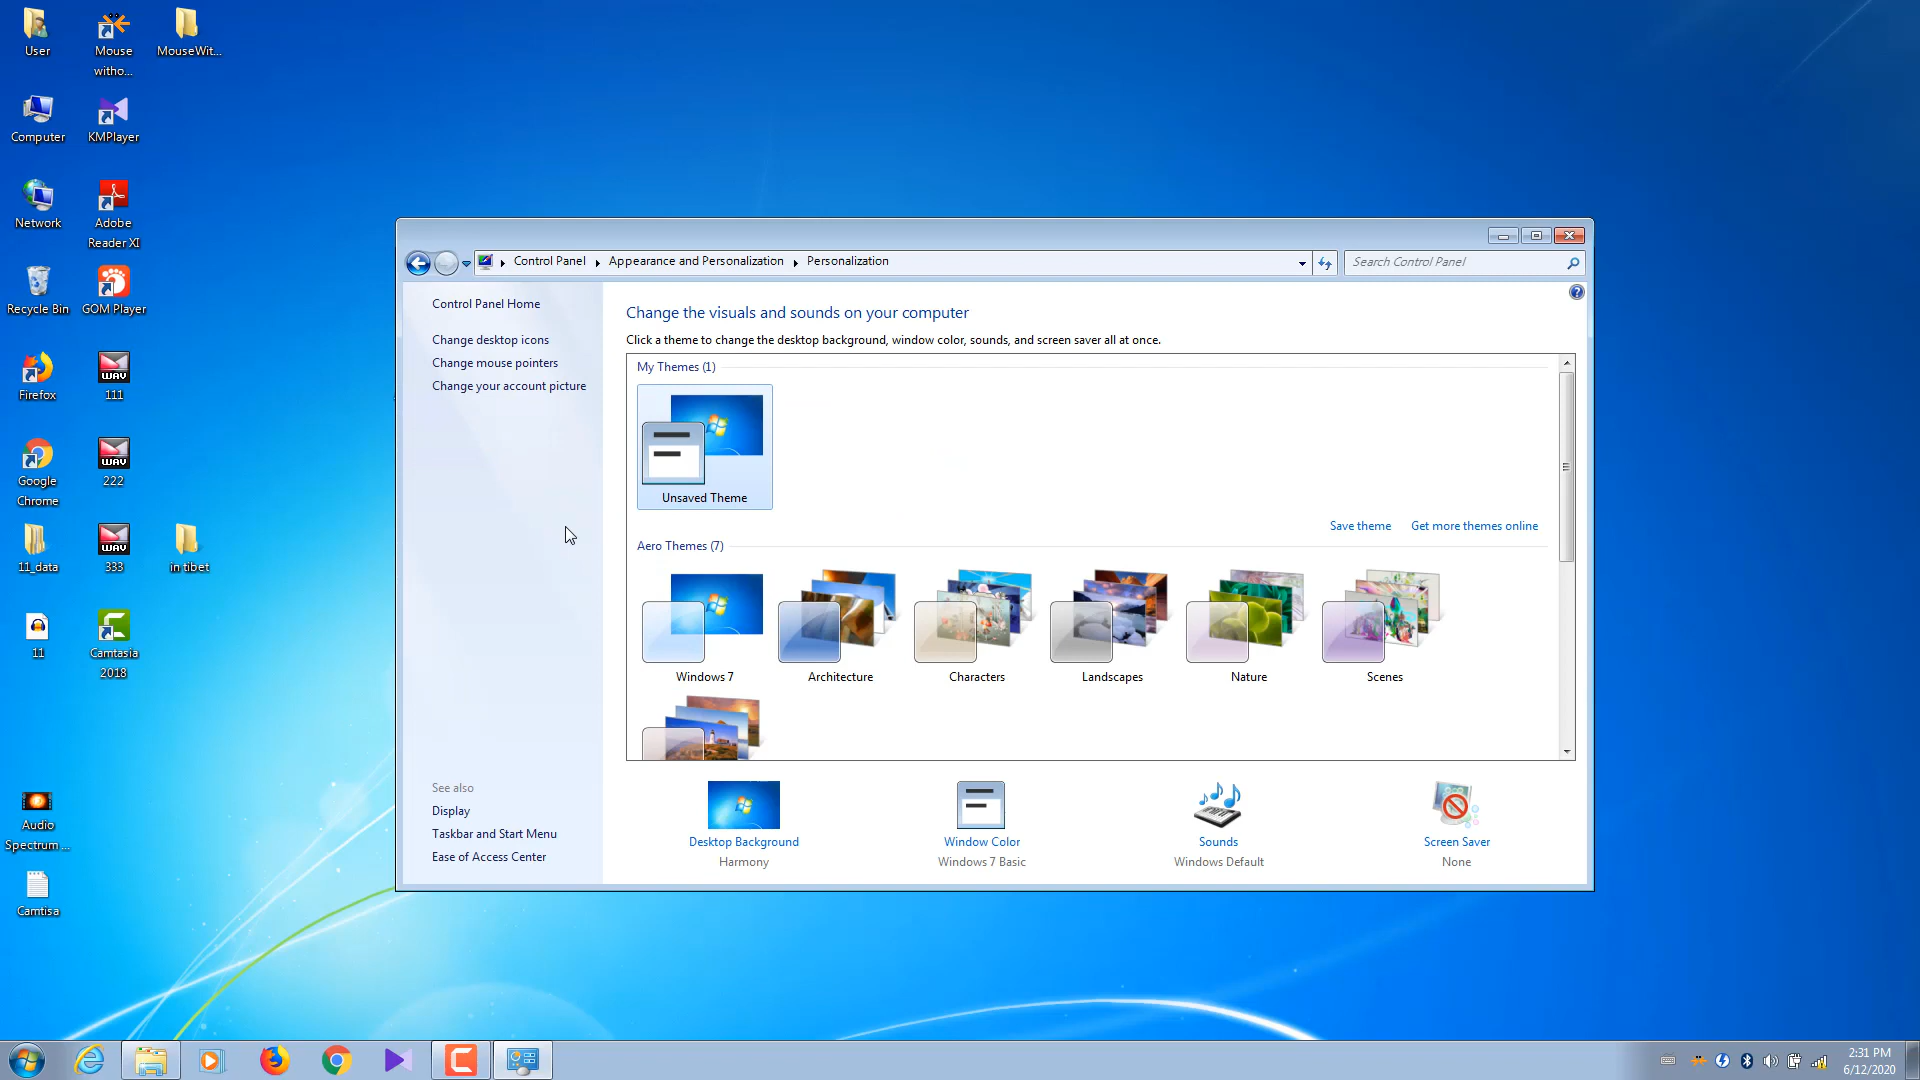 User
Mouse
witho...
MouseWit...
Computer
KMPlayer
Network
Adobe
Reader XI
Recycle Bin
GOM Player
Firefox
WAV
111
Google
Chrome
WAV
222
11_data
WAV
333
in tibet
11
Camtasia
2018
Audio
Spectrum ...
Camtisa
Control Panel
Appearance and Personalization
Personalization
Search Control Panel
Control Panel Home
Change desktop icons
Change mouse pointers
Change your account picture
See also
Display
Taskbar and Start Menu
Ease of Access Center
Change the visuals and sounds on your computer
Click a theme to change the desktop background, window color, sounds, and screen saver all at once.
My Themes (1)
Unsaved Theme
Save theme
Get more themes online
Aero Themes (7)
Windows 7
Architecture
Characters
Landscapes
Nature
Scenes
Desktop Background
Harmony
Window Color
Windows 7 Basic
Sounds
Windows Default
Screen Saver
None
2:31 PM
6/12/2020